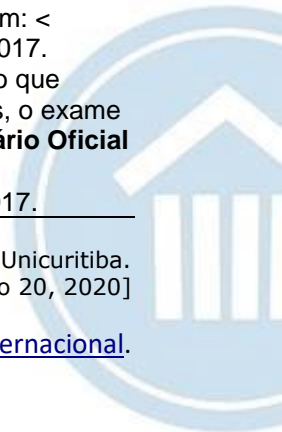 m: <
017.
o que
s, o exame
ário Oficial
017.
Unicuritiba.
o 20, 2020]
ernacional.